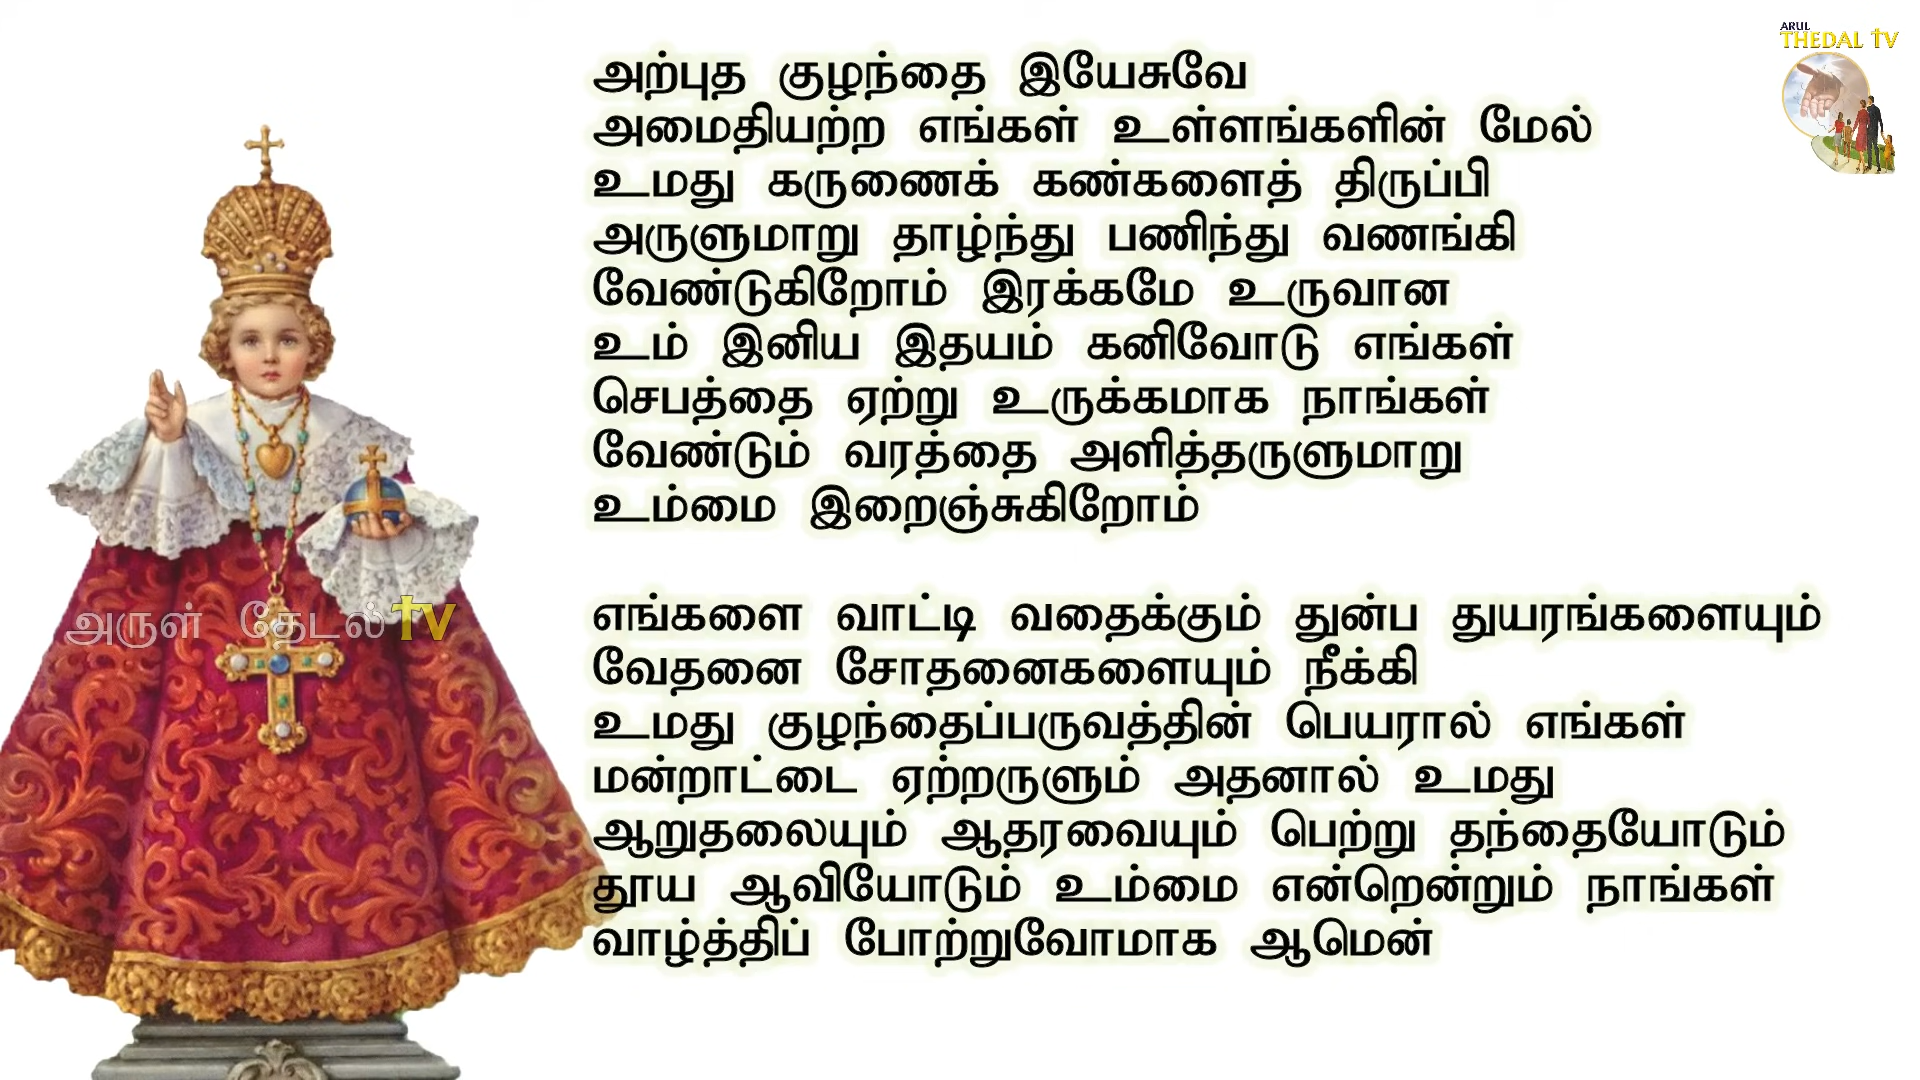 ARUL
THEDAL TV
அற்புத குழந்தை இயேசுவே
அமைதியற்ற எங்கள் உள்ளங்களின் மேல்
உமது கருணைக் கண்களைத் திருப்பி
அருளுமாறு தாழ்ந்து பணிந்து வணங்கி
வேண்டுகிறோம் இரக்கமே உருவான
உம் இனிய இதயம் கனிவோடு எங்கள்
செபத்தை ஏற்று உருக்கமாக நாங்கள்
வேண்டும் வரத்தை அளித்தருளுமாறு
உம்மை இறைஞ்சுகிறோம்
எங்களை வாட்டி வதைக்கும் துன்ப துயரங்களையும்
வேதனை சோதனைகளையும் நீக்கி
உமது குழந்தைப்பருவத்தின் பெயரால் எங்கள்
மன்றாட்டை ஏற்றருளும் அதனால் உமது
ஆறுதலையும் ஆதரவையும் பெற்று தந்தையோடும்
தூய ஆவியோடும் உம்மை என்றென்றும் நாங்கள்
வாழ்த்திப் போற்றுவோமாக ஆமென்
அருள் தேடல் TV